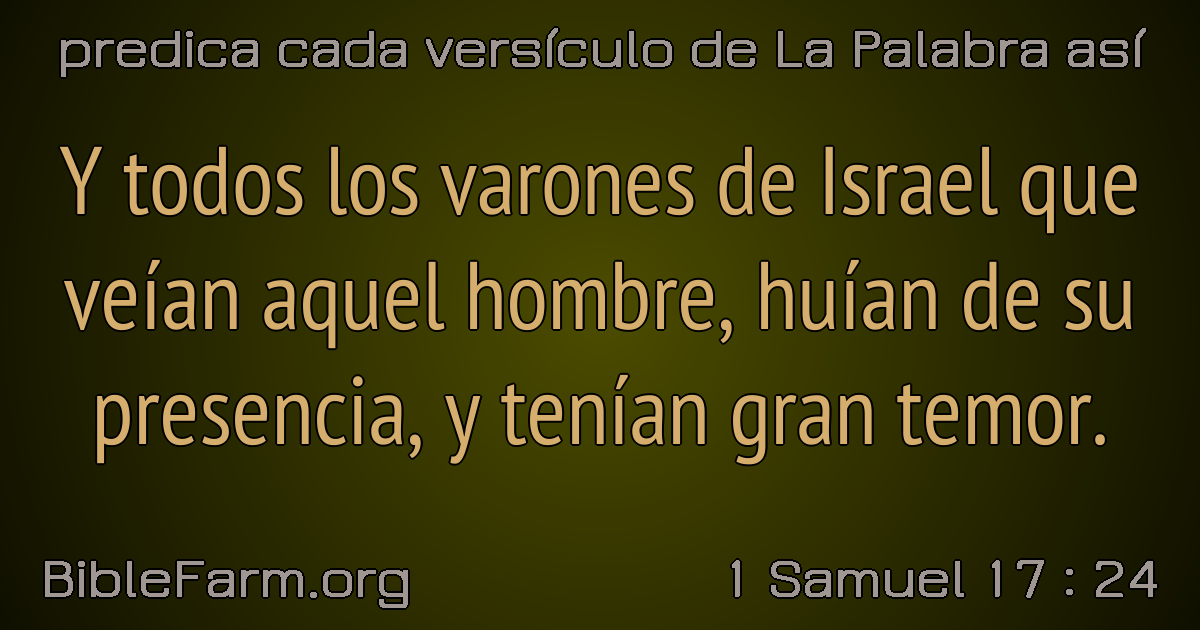 predica cada versículo de La Palabra así
Y todos los varones de Israel que
veían aquel hombre, huían de su
presencia, y tenían gran temor.
BibleFarm.org
1 Samuel 17 : 24